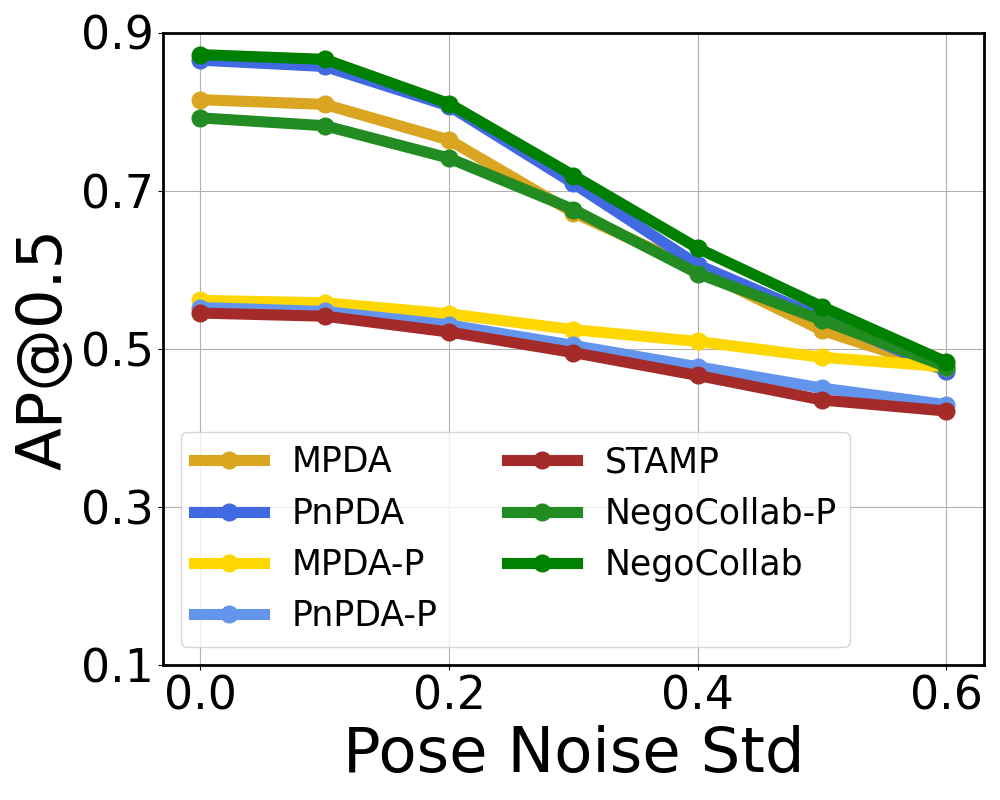 0.9
0.7
0.5
0.3
0.1
AP@0.5
MPDA
PnPDA
MPDA-P
PnPDA-P
STAMP
NegoCollab-P
NegoCollab
0.0 0.2 0.4 0.6
Pose Noise Std